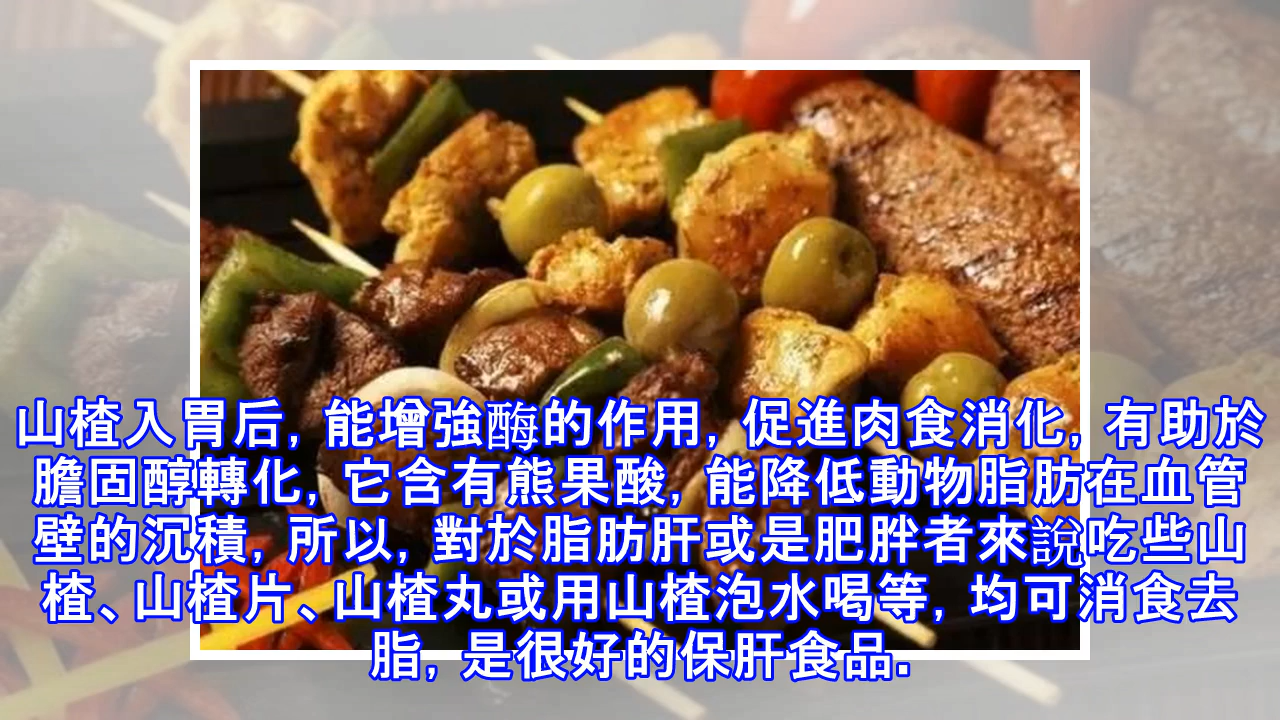 山楂入胃后, 能增強酶的作用, 促進肉食消化, 有助於
膽固醇轉化, 它含有熊果酸, 能降低動物脂肪在血管
壁的沉積, 所以, 對於脂肪肝或是肥胖者來說吃些山
楂、山楂片、山楂丸或用山楂泡水喝等, 均可消食去
脂, 是很好的保肝食品.